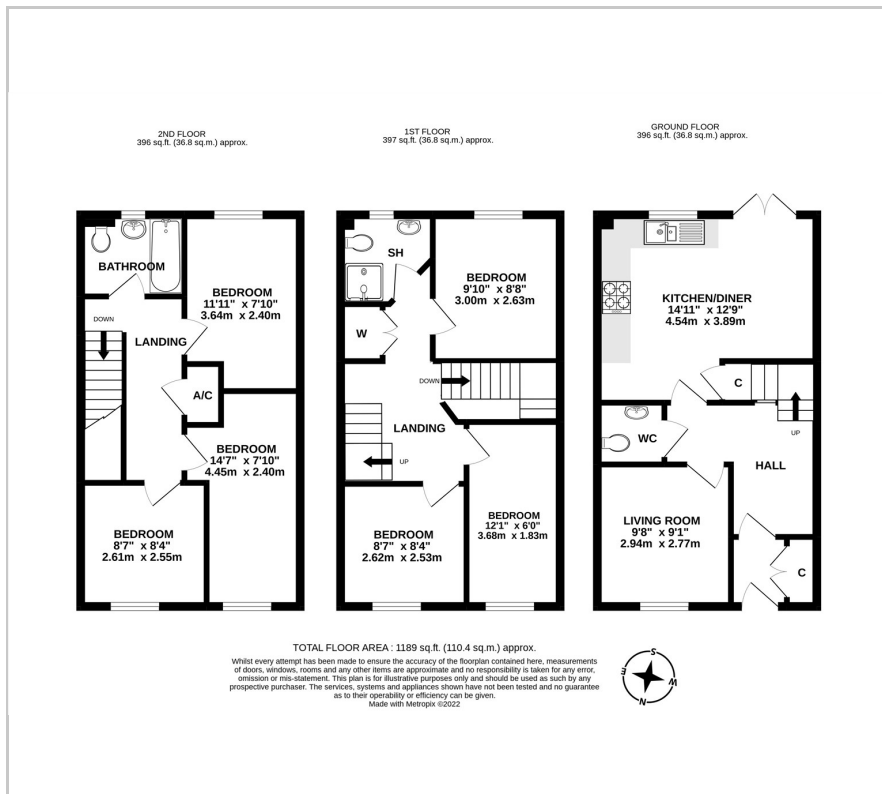 2ND FLOOR
396 sq.ft. (36.8 sq.m.) approx.
BATHROOM
BEDROOM
11'11" x 7'10"
3.64m x 2.40m
DOWN
LANDING
A/C
BEDROOM
14'7" x 7'10"
4.45m x 2.40m
BEDROOM
8'7" x 8'4"
2.61m x 2.55m
1ST FLOOR
397 sq.ft. (36.8 sq.m.) approx.
SH
BEDROOM
9'10" x 8'8"
3.00m x 2.63m
W
DOWN
LANDING
UP
BEDROOM
12'1" x 6'0"
3.68m x 1.83m
BEDROOM
8'7" x 8'4"
2.62m x 2.53m
GROUND FLOOR
396 sq.ft. (36.8 sq.m.) approx.
KITCHEN/DINER
14'11" x 12'9"
4.54m x 3.89m
C
UP
WC
HALL
LIVING ROOM
9'8" x 9'1"
2.94m x 2.77m
C
TOTAL FLOOR AREA : 1189 sq.ft. (110.4 sq.m.) approx.
Whilst every attempt has been made to ensure the accuracy of the floorplan contained here, measurements
of doors, windows, rooms and any other items are approximate and no responsibility is taken for any error,
omission or mis-statement. This plan is for illustrative purposes only and should be used as such by any
prospective purchaser. The services, systems and appliances shown have not been tested and no guarantee
as to their operability or efficiency can be given.
Made with Metropix ©2022
S
E
W
N